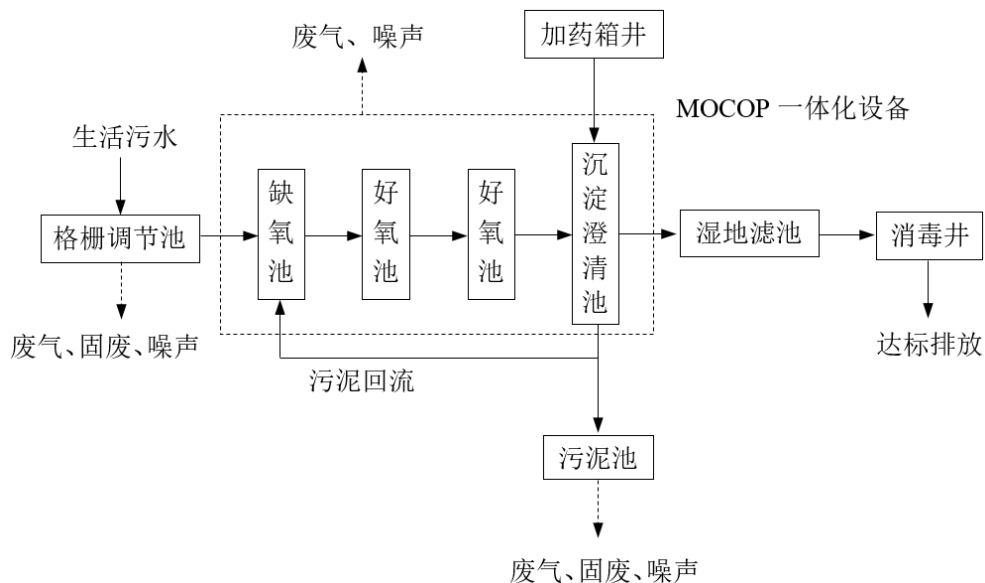 废气、噪声
加药箱井
MOCOP 一体化设备
生活污水
格栅调节池
缺氧池
好氧池
好氧池
沉淀澄清池
湿地滤池
消毒井
废气、固废、噪声
达标排放
污泥回流
污泥池
废气、固废、噪声